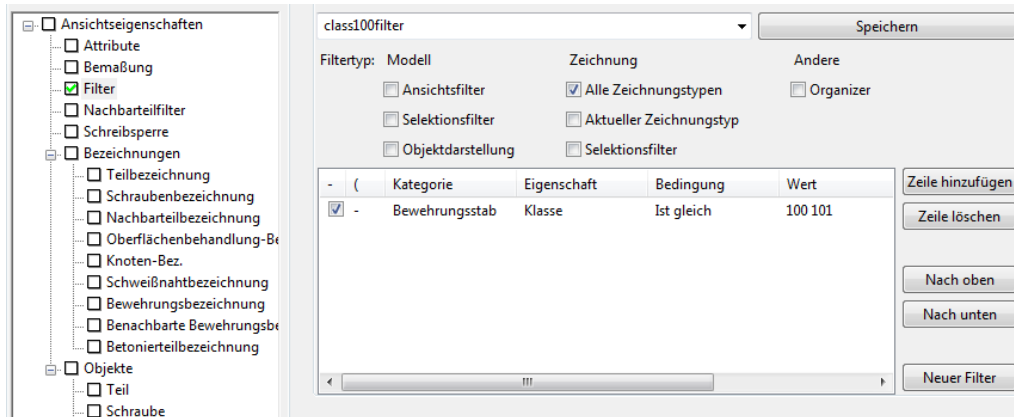 Ansichtseigenschaften
Attribute
Bemaßung
Filter
Nachbarteilfilter
Schreibsperre
Bezeichnungen
Teilbezeichnung
Schraubenbezeichnung
Nachbarteilbezeichnung
Oberflächenbehandlung-Be
Knoten-Bez.
Schweißnahtbezeichnung
Bewehrungsbezeichnung
Benachbarte Bewehrungsbe
Betonierteilbezeichnung
Objekte
Teil
Schraube
class100filter Speichern
Filtertyp: Modell Zeichnung Andere
Ansichtsfilter Alle Zeichnungstypen Organizer
Selektionsfilter Aktueller Zeichnungstyp
Objektdarstellung Selektionsfilter
- ( Kategorie Eigenschaft Bedingung Wert
- Bewehrungsstab Klasse Ist gleich 100 101
Zeile hinzufügen
Zeile löschen
Nach oben
Nach unten
Neuer Filter